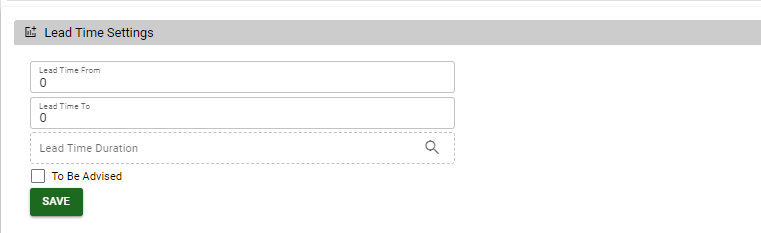 Lead Time Settings
Lead Time From
0
Lead Time To
0
Lead Time Duration
To Be Advised
SAVE